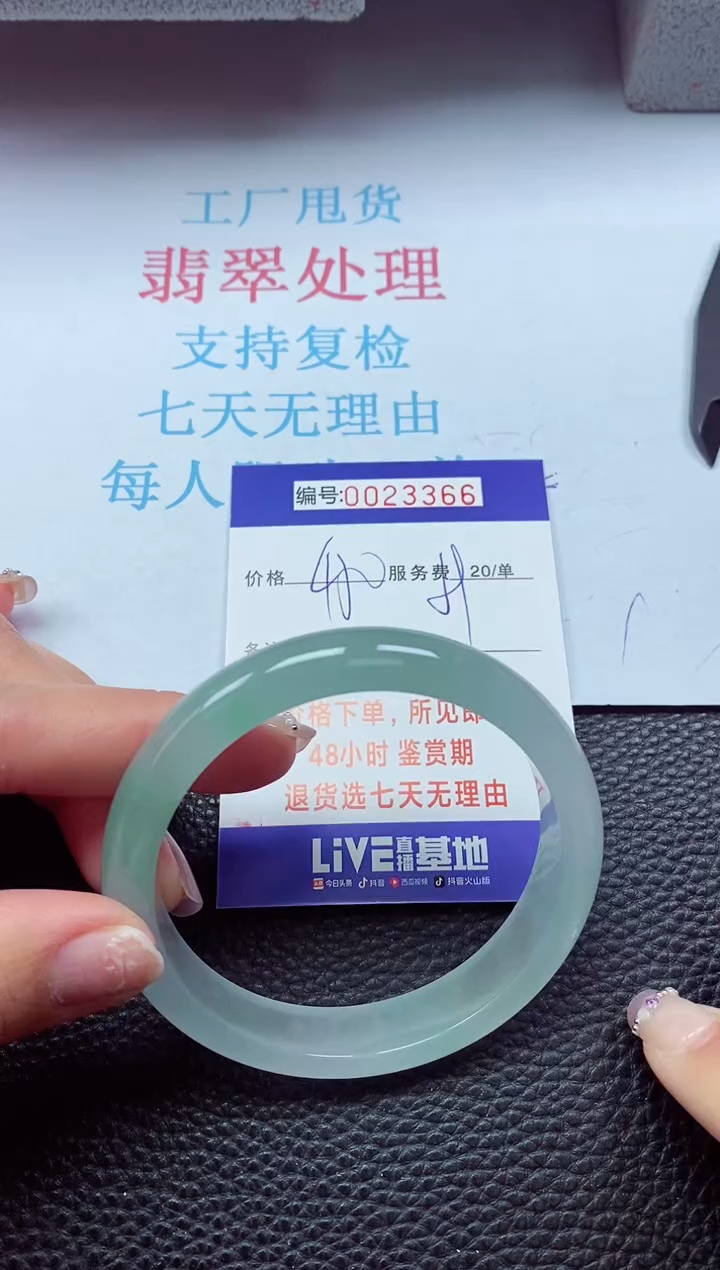 工厂甩货
翡翠处理
支持复检
七天无理由
每人
编号:0023366
价格 服务费 20/单
格下单，所见即
48小时 鉴赏期
退货选七天无理由
LiVE直播基地
头条 今日头条 抖音 西瓜视频 抖音火山版